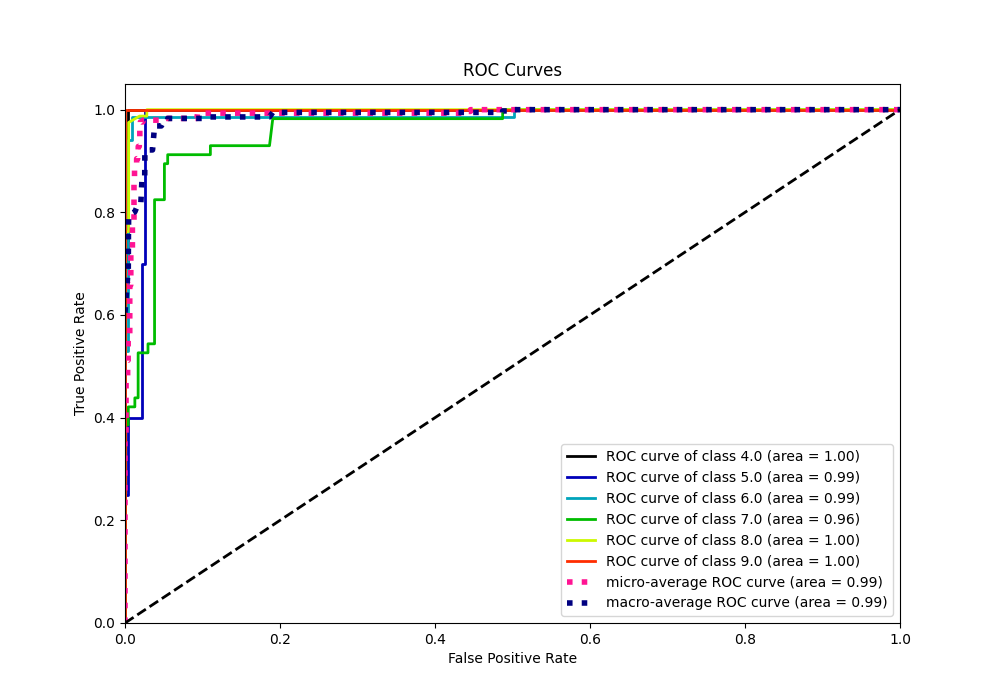 ROC Curves
True Positive Rate
1.0
0.8
0.6
0.4
0.2
0.0
0.0 0.2 0.4 0.6 0.8 1.0
False Positive Rate
ROC curve of class 4.0 (area = 1.00)
ROC curve of class 5.0 (area = 0.99)
ROC curve of class 6.0 (area = 0.99)
ROC curve of class 7.0 (area = 0.96)
ROC curve of class 8.0 (area = 1.00)
ROC curve of class 9.0 (area = 1.00)
micro-average ROC curve (area = 0.99)
macro-average ROC curve (area = 0.99)